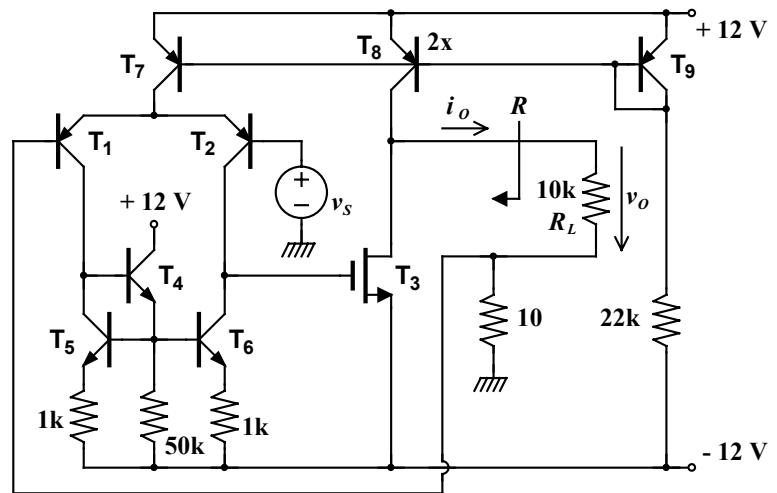 T8
2x
+ 12 V
T7
T9
iO
R
T1
T2
+ 12 V
+
−
vS
10k
RL
vO
T4
T3
T5
T6
10
22k
1k
50k
1k
- 12 V